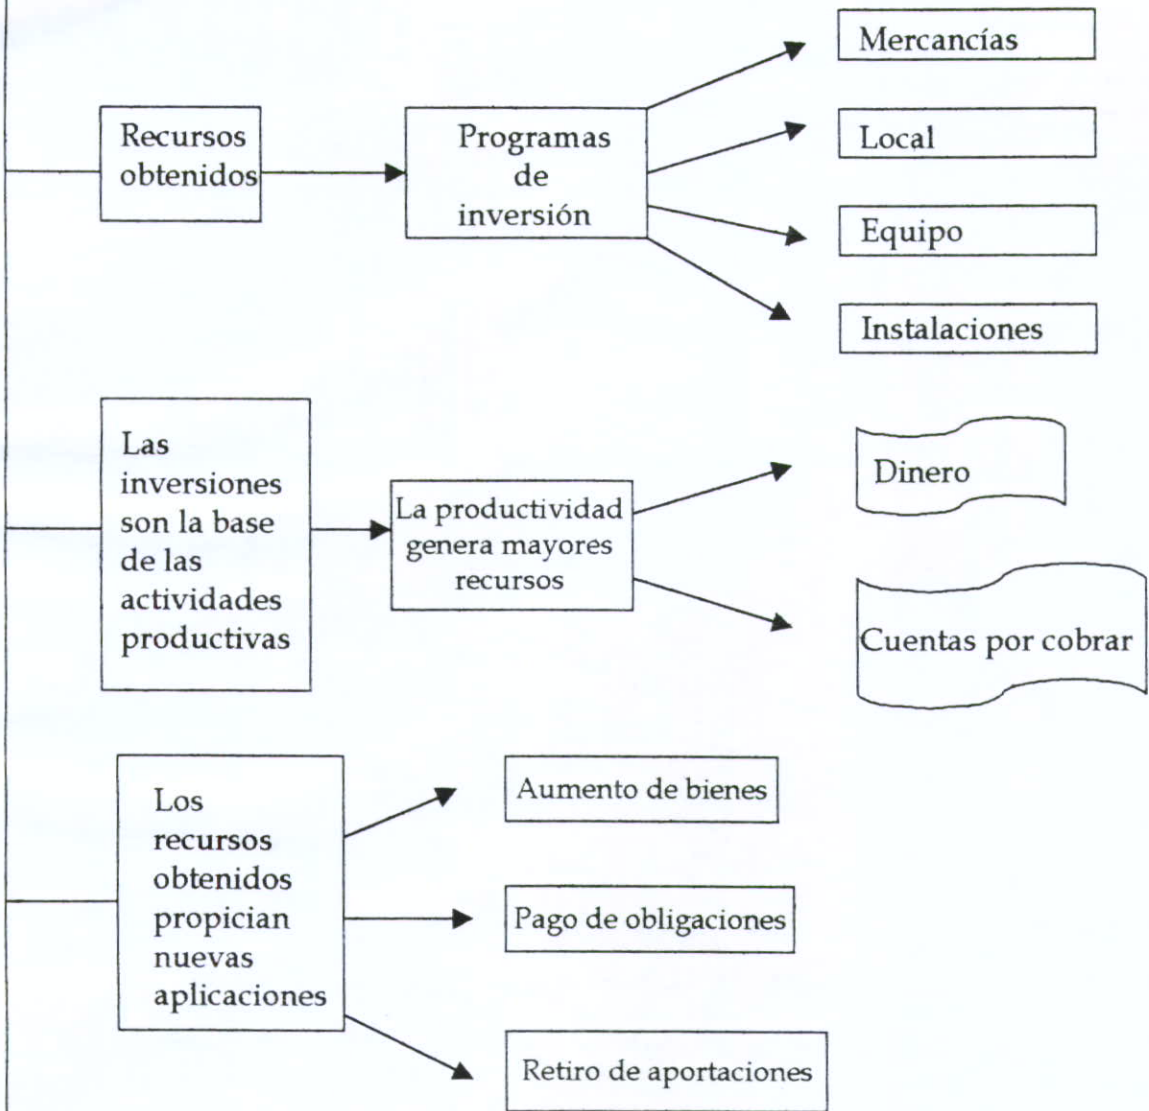 Mercancías
Recursos
obtenidos
Programas
de
inversión
Local
Equipo
Instalaciones
Las
inversiones
son la base
de las
actividades
productivas
La productividad
genera mayores
recursos
Dinero
Cuentas por cobrar
Los
recursos
obtenidos
propician
nuevas
aplicaciones
Aumento de bienes
Pago de obligaciones
Retiro de aportaciones